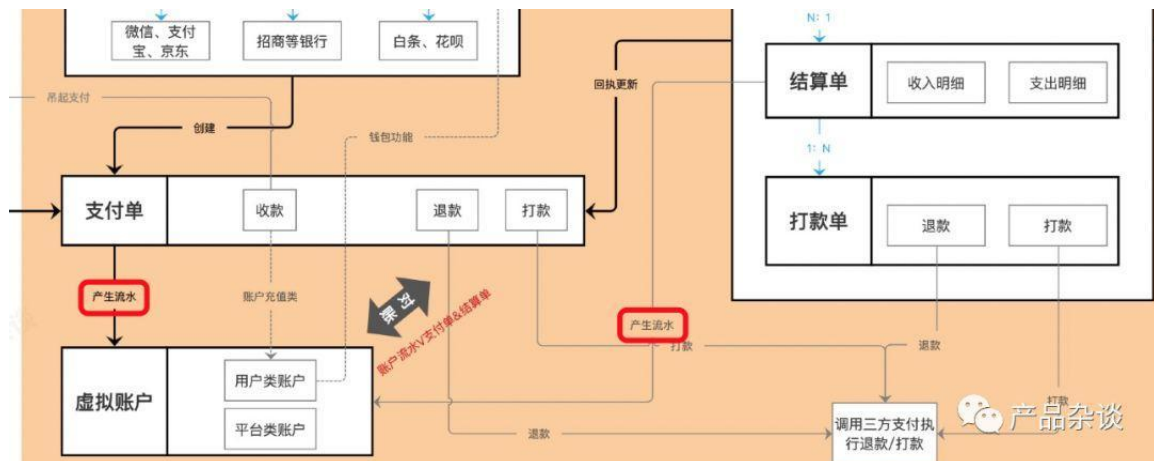 N: 1
微信、支付
宝、京东
招商等银行
白条、花呗
结算单
收入明细
支出明细
回执更新
吊起支付
创建
钱包功能
1: N
支付单
收款
退款
打款
打款单
退款
打款
产生流水
账户充值类
对账
账户流水V支付单&结算单
产生流水
打款
退款
虚拟账户
用户类账户
平台类账户
退款
调用三方支付执
行退款/打款
打款
产品杂谈